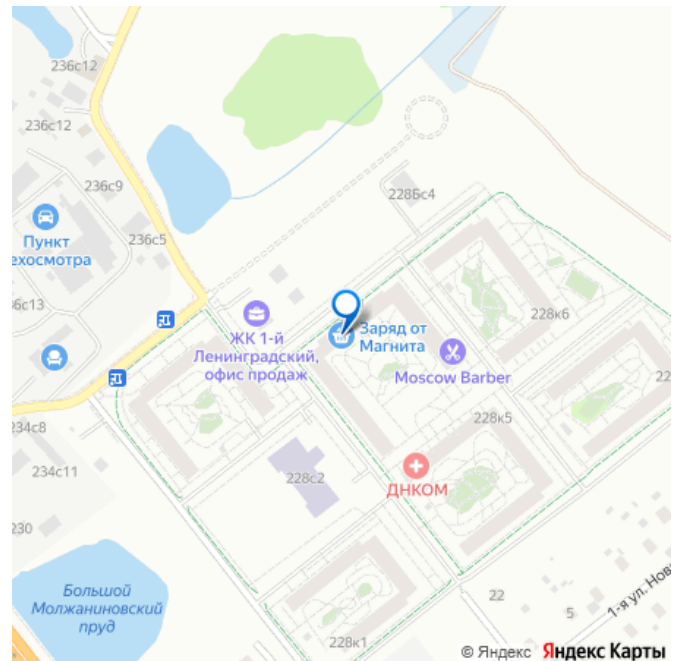 236с12
236с12
236с9
228Бс4
Пункт
ехосмотра
236с5
6с13
ЖК 1-й
Ленинградский,
офис продаж
Заряд от
Магнита
228к6
Moscow Barber
22
234с8
228к5
234с11
228с2
ДНКОМ
230
Большой
Молжаниновский
пруд
22
5
1-я ул. Нов
228к1
© Яндекс Яндекс Карты